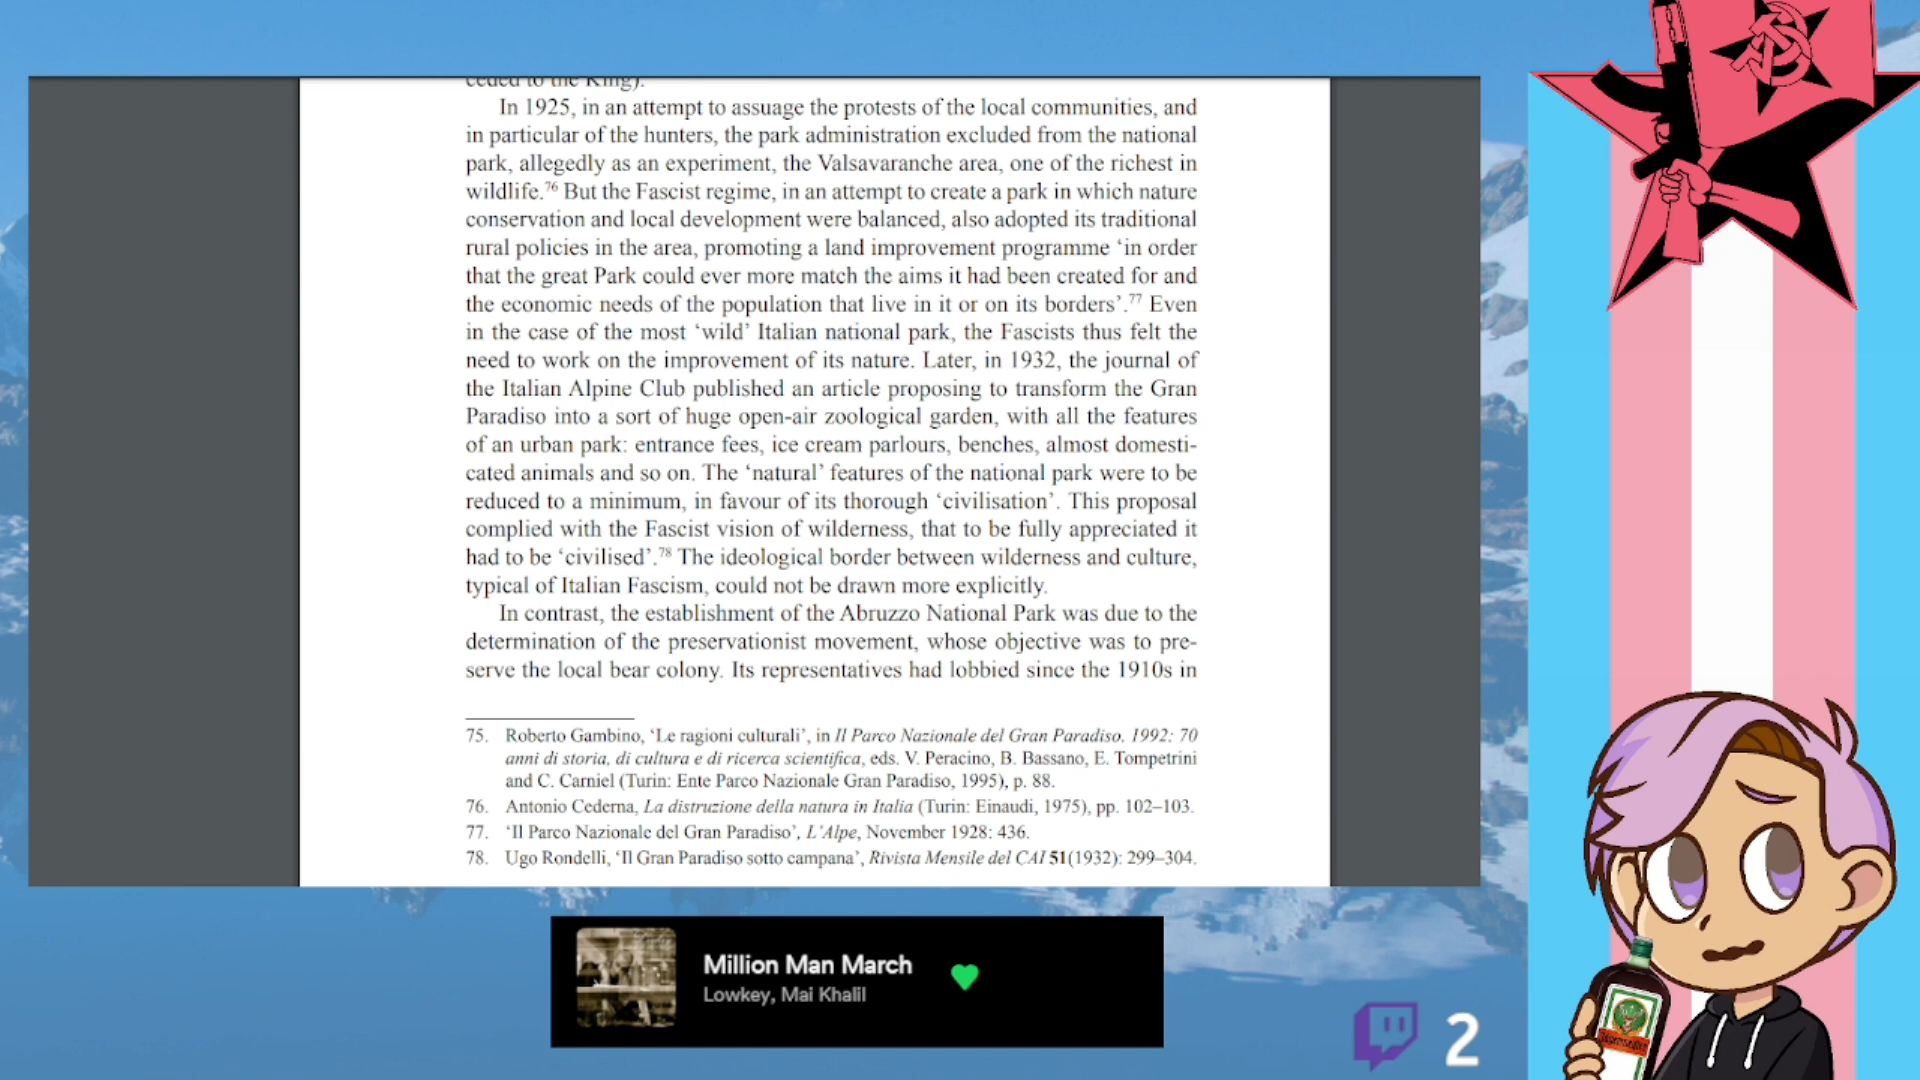 ceded to the King).
In 1925, in an attempt to assuage the protests of the local communities, and
in particular of the hunters, the park administration excluded from the national
park, allegedly as an experiment, the Valsavaranche area, one of the richest in
wildlife.76 But the Fascist regime, in an attempt to create a park in which nature
conservation and local development were balanced, also adopted its traditional
rural policies in the area, promoting a land improvement programme ‘in order
that the great Park could ever more match the aims it had been created for and
the economic needs of the population that live in it or on its borders’.77 Even
in the case of the most ‘wild’ Italian national park, the Fascists thus felt the
need to work on the improvement of its nature. Later, in 1932, the journal of
the Italian Alpine Club published an article proposing to transform the Gran
Paradiso into a sort of huge open-air zoological garden, with all the features
of an urban park: entrance fees, ice cream parlours, benches, almost domesti-
cated animals and so on. The ‘natural’ features of the national park were to be
reduced to a minimum, in favour of its thorough ‘civilisation’. This proposal
complied with the Fascist vision of wilderness, that to be fully appreciated it
had to be ‘civilised’.78 The ideological border between wilderness and culture,
typical of Italian Fascism, could not be drawn more explicitly.
In contrast, the establishment of the Abruzzo National Park was due to the
determination of the preservationist movement, whose objective was to pre-
serve the local bear colony. Its representatives had lobbied since the 1910s in
75. Roberto Gambino, ‘Le ragioni culturali’, in Il Parco Nazionale del Gran Paradiso. 1992: 70
anni di storia, di cultura e di ricerca scientifica, eds. V. Peracino, B. Bassano, E. Tompetrini
and C. Carniel (Turin: Ente Parco Nazionale Gran Paradiso, 1995), p. 88.
76. Antonio Cederna, La distruzione della natura in Italia (Turin: Einaudi, 1975), pp. 102–103.
77. ‘Il Parco Nazionale del Gran Paradiso’, L’Alpe, November 1928: 436.
78. Ugo Rondelli, ‘Il Gran Paradiso sotto campana’, Rivista Mensile del CAI 51(1932): 299–304.
Million Man March
Lowkey, Mai Khalil
2